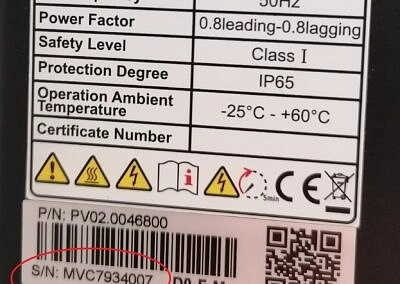 50Hz
Power Factor 0.8leading-0.8lagging
Safety Level Class I
Protection Degree IP65
Operation Ambient
Temperature -25°C - +60°C
Certificate Number
5min
P/N: PV02.0046800
S/N: MVC7934007